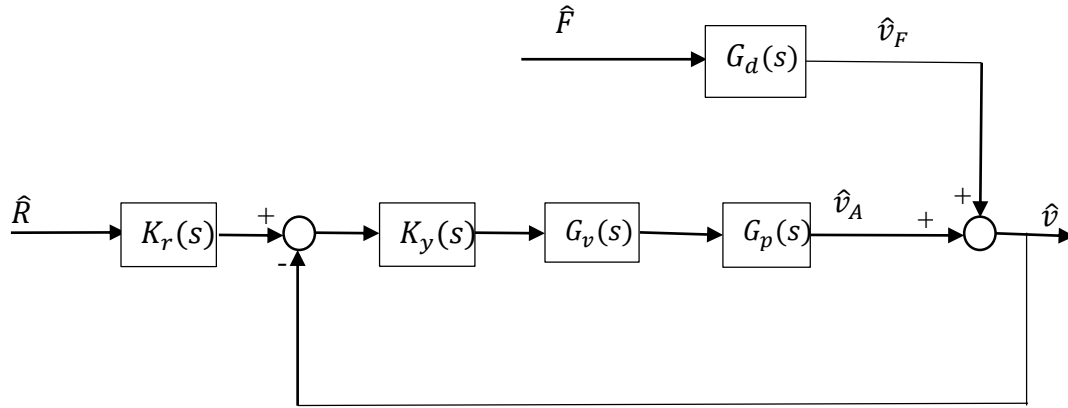 F̂
G_d(s)
v̂_F
R̂
K_r(s)
+
-
K_y(s)
G_v(s)
G_p(s)
v̂_A
+
+
v̂